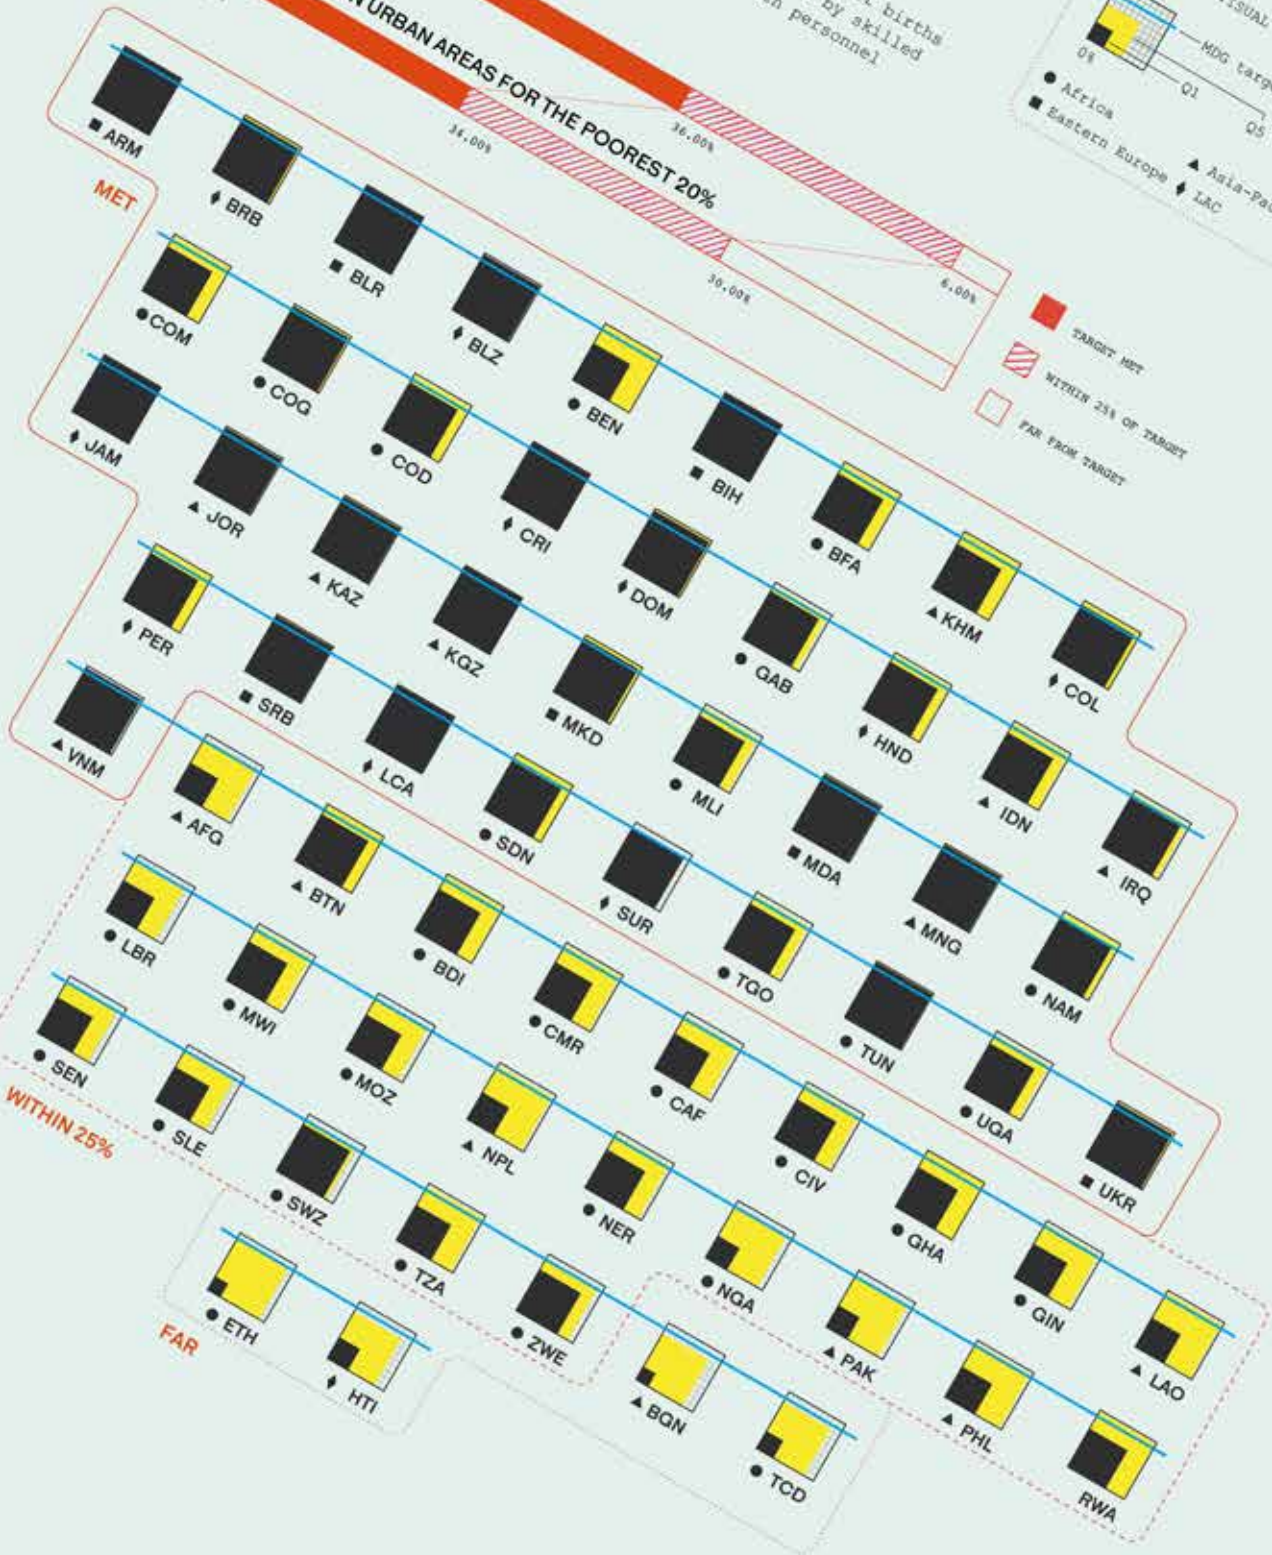 births
by skilled
personnel
N URBAN AREAS FOR THE POOREST 20%
34.00%
36.00%
30.00%
6.00%
MDG targ
0%
Q1
Q5
● Africa
■ Eastern Europe
▲ Asia-Pac
♦ LAC
TARGET MET
WITHIN 25% OF TARGET
FAR FROM TARGET
MET
■ ARM
♦ BRB
■ BLR
♦ BLZ
● BEN
■ BIH
● BFA
▲ KHM
♦ COL
● COM
● COG
● COD
♦ CRI
♦ DOM
● GAB
♦ HND
▲ IDN
▲ IRQ
♦ JAM
▲ JOR
▲ KAZ
▲ KGZ
■ MKD
● MLI
■ MDA
▲ MNG
● NAM
♦ PER
■ SRB
♦ LCA
● SDN
♦ SUR
● TGO
● TUN
● UGA
■ UKR
▲ VNM
▲ AFG
▲ BTN
● BDI
● CMR
● CAF
● CIV
● GHA
● GIN
▲ LAO
● LBR
● MWI
● MOZ
▲ NPL
● NER
● NGA
▲ PAK
▲ PHL
RWA
● SEN
● SLE
● SWZ
● TZA
● ZWE
▲ BGN
● TCD
WITHIN 25%
● ETH
♦ HTI
FAR